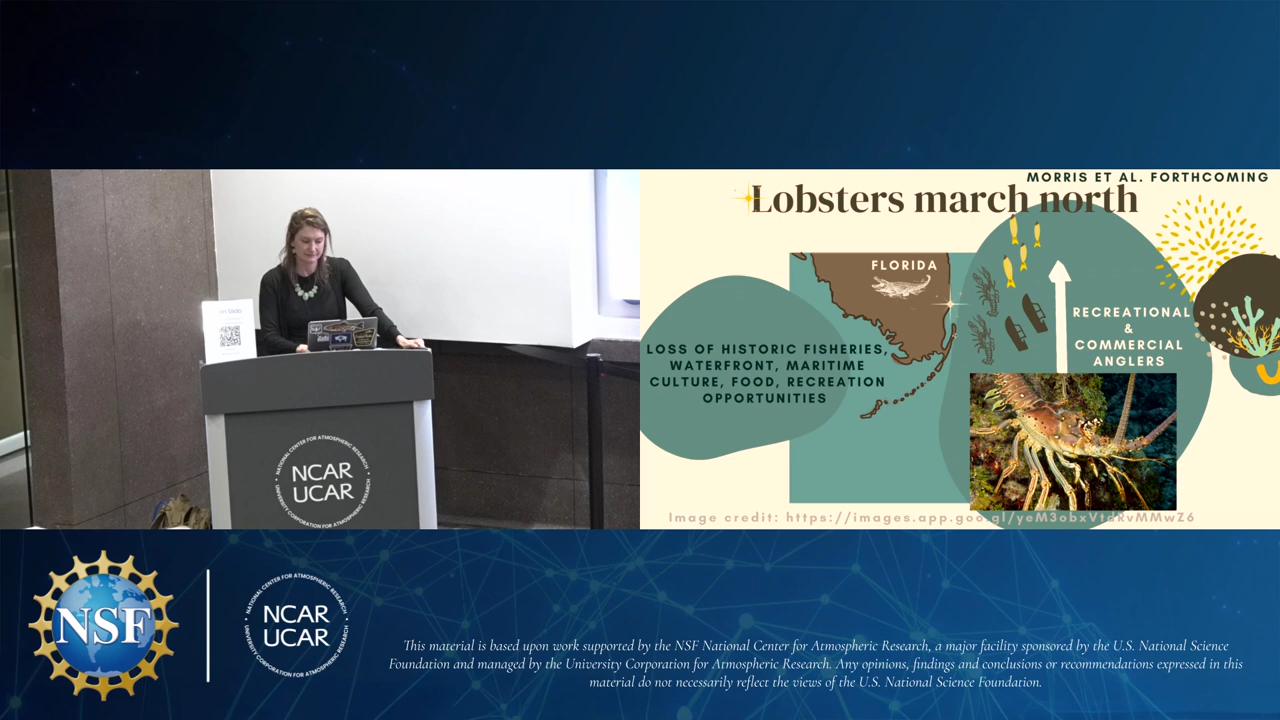 MORRIS ET AL. FORTHCOMING
Lobsters march north
FLORIDA
RECREATIONAL
&
COMMERCIAL
ANGLERS
LOSS OF HISTORIC FISHERIES,
WATERFRONT, MARITIME
CULTURE, FOOD, RECREATION
OPPORTUNITIES
Image credit: https://images.app.goo.gl/yeM3obxVtdRvMMwZ6
NATIONAL CENTER FOR ATMOSPHERIC RESEARCH
NCAR
UCAR
UNIVERSITY CORPORATION FOR ATMOSPHERIC RESEARCH
NSF
NATIONAL CENTER FOR ATMOSPHERIC RESEARCH
NCAR
UCAR
UNIVERSITY CORPORATION FOR ATMOSPHERIC RESEARCH
This material is based upon work supported by the NSF National Center for Atmospheric Research, a major facility sponsored by the U.S. National Science
Foundation and managed by the University Corporation for Atmospheric Research. Any opinions, findings and conclusions or recommendations expressed in this
material do not necessarily reflect the views of the U.S. National Science Foundation.